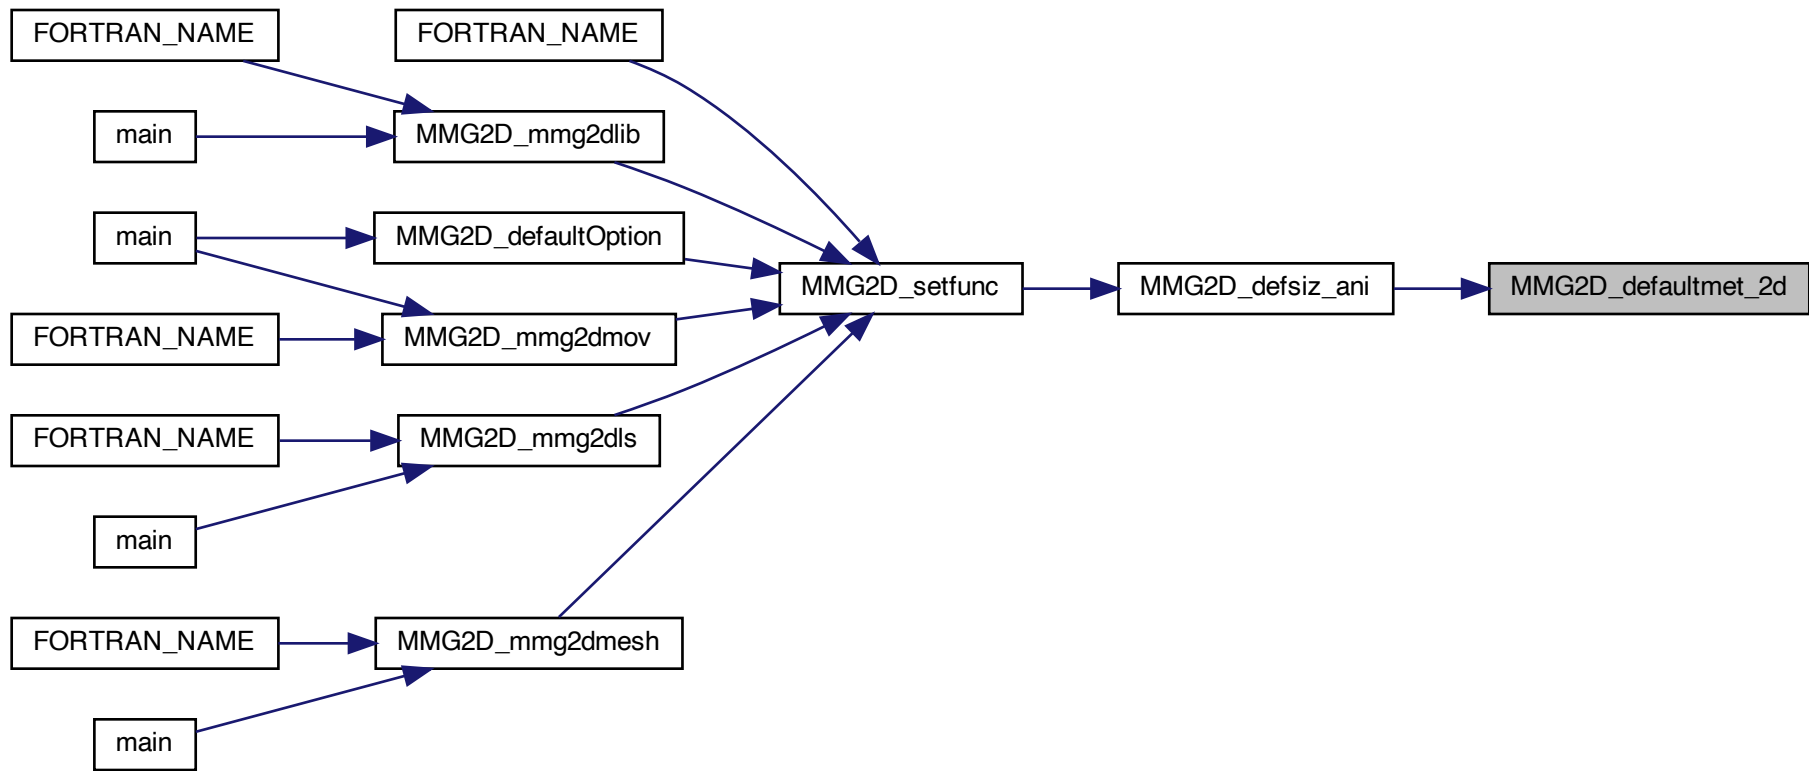 FORTRAN_NAME
FORTRAN_NAME
main
MMG2D_mmg2dlib
main
MMG2D_defaultOption
MMG2D_setfunc
MMG2D_defsiz_ani
MMG2D_defaultmet_2d
FORTRAN_NAME
MMG2D_mmg2dmov
FORTRAN_NAME
MMG2D_mmg2dls
main
FORTRAN_NAME
MMG2D_mmg2dmesh
main